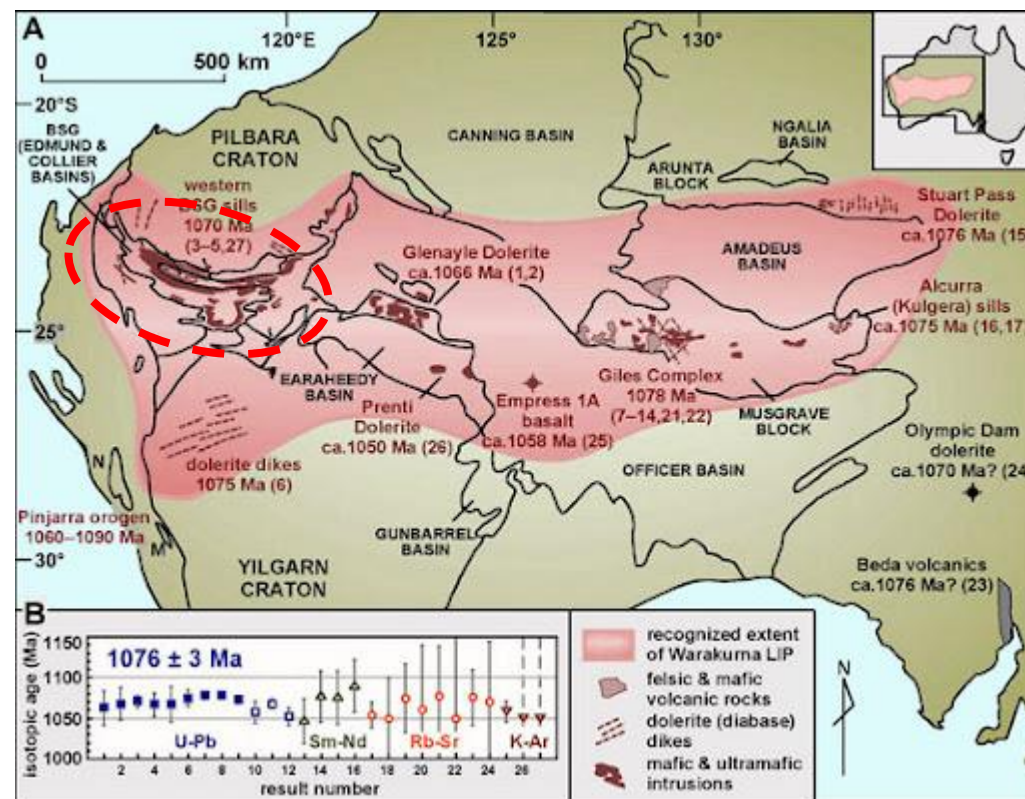 A
120°E
125°
130°
0
500 km
20°S
BSG
(EDMUND &
COLLIER
BASINS)
PILBARA
CRATON
CANNING BASIN
NGALIA
BASIN
ARUNTA
BLOCK
western
BSG sills
1070 Ma
(3–5,27)
Stuart Pass
Dolerite
ca.1076 Ma (15
Glenayle Dolerite
ca.1066 Ma (1,2)
AMADEUS
BASIN
Alcurra
(Kulgera) sills
ca.1075 Ma (16,17
25°
EARAHEEDY
BASIN
Prenti
Dolerite
ca.1050 Ma (26)
Empress 1A
basalt
ca.1058 Ma (25)
Giles Complex
1078 Ma
(7–14,21,22)
MUSGRAVE
BLOCK
Olympic Dam
dolerite
ca.1070 Ma? (24
dolerite dikes
1075 Ma (6)
OFFICER BASIN
N
Pinjarra orogen
1060–1090 Ma
M
GUNBARREL
BASIN
30°
YILGARN
CRATON
Beda volcanics
ca.1076 Ma? (23)
B
isotopic age (Ma)
1150
1100
1050
1000
1076 ± 3 Ma
U-Pb
Sm-Nd
Rb-Sr
K-Ar
2 4 6 8 10 12 14 16 18 20 22 24 26
result number
recognized extent
of Warakurna LIP
felsic & mafic
volcanic rocks
dolerite (diabase)
dikes
mafic & ultramafic
intrusions
N